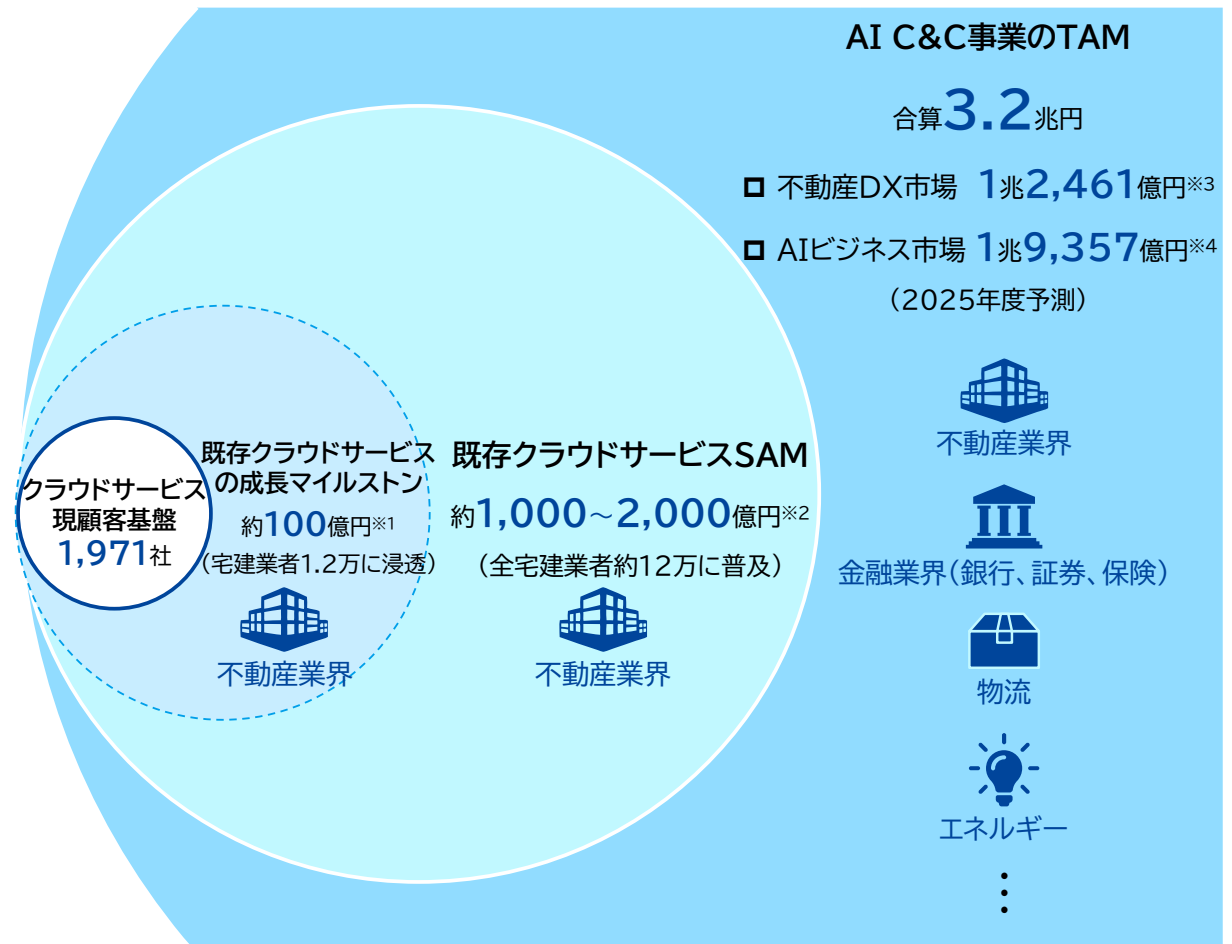 AI C&C事業のTAM
合算3.2兆円
不動産DX市場 1兆2,461億円※3
AIビジネス市場 1兆9,357億円※4
（2025年度予測）
不動産業界
金融業界（銀行、証券、保険）
物流
エネルギー
クラウドサービス
現顧客基盤
1,971社
既存クラウドサービス
の成長マイルストン
約100億円※1
（宅建業者1.2万に浸透）
不動産業界
既存クラウドサービスSAM
約1,000～2,000億円※2
（全宅建業者約12万に普及）
不動産業界